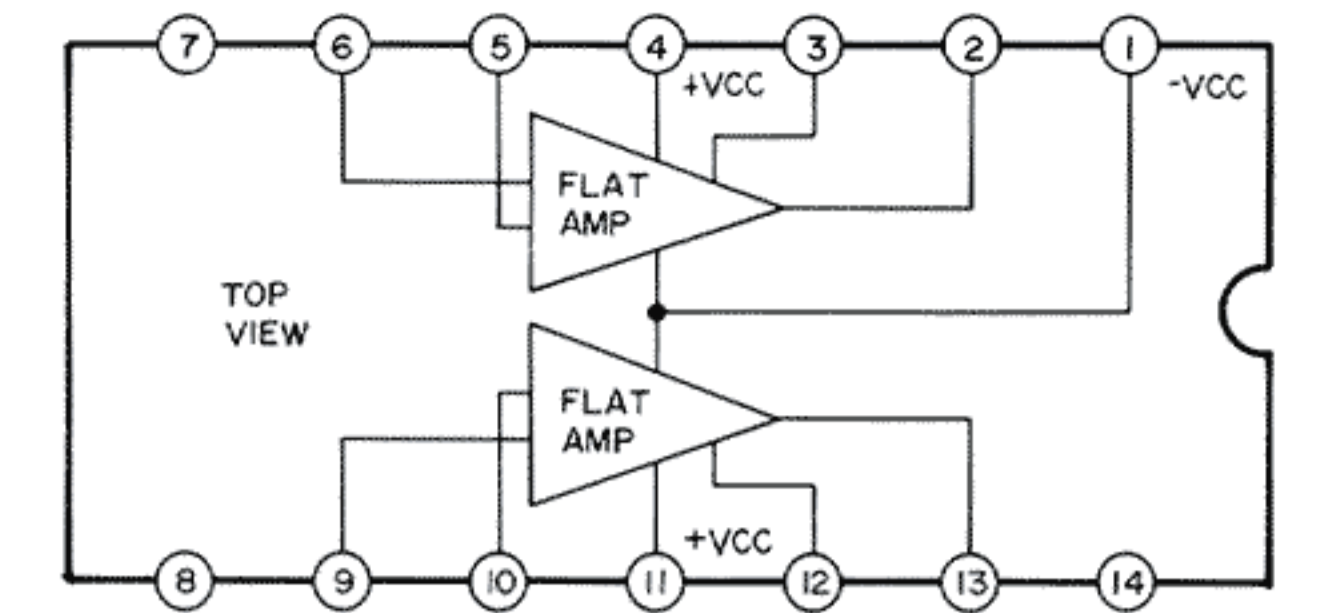 7 6 5 4 3 2 1
+VCC -VCC
FLAT
AMP
TOP
VIEW
FLAT
AMP
+VCC
8 9 10 11 12 13 14